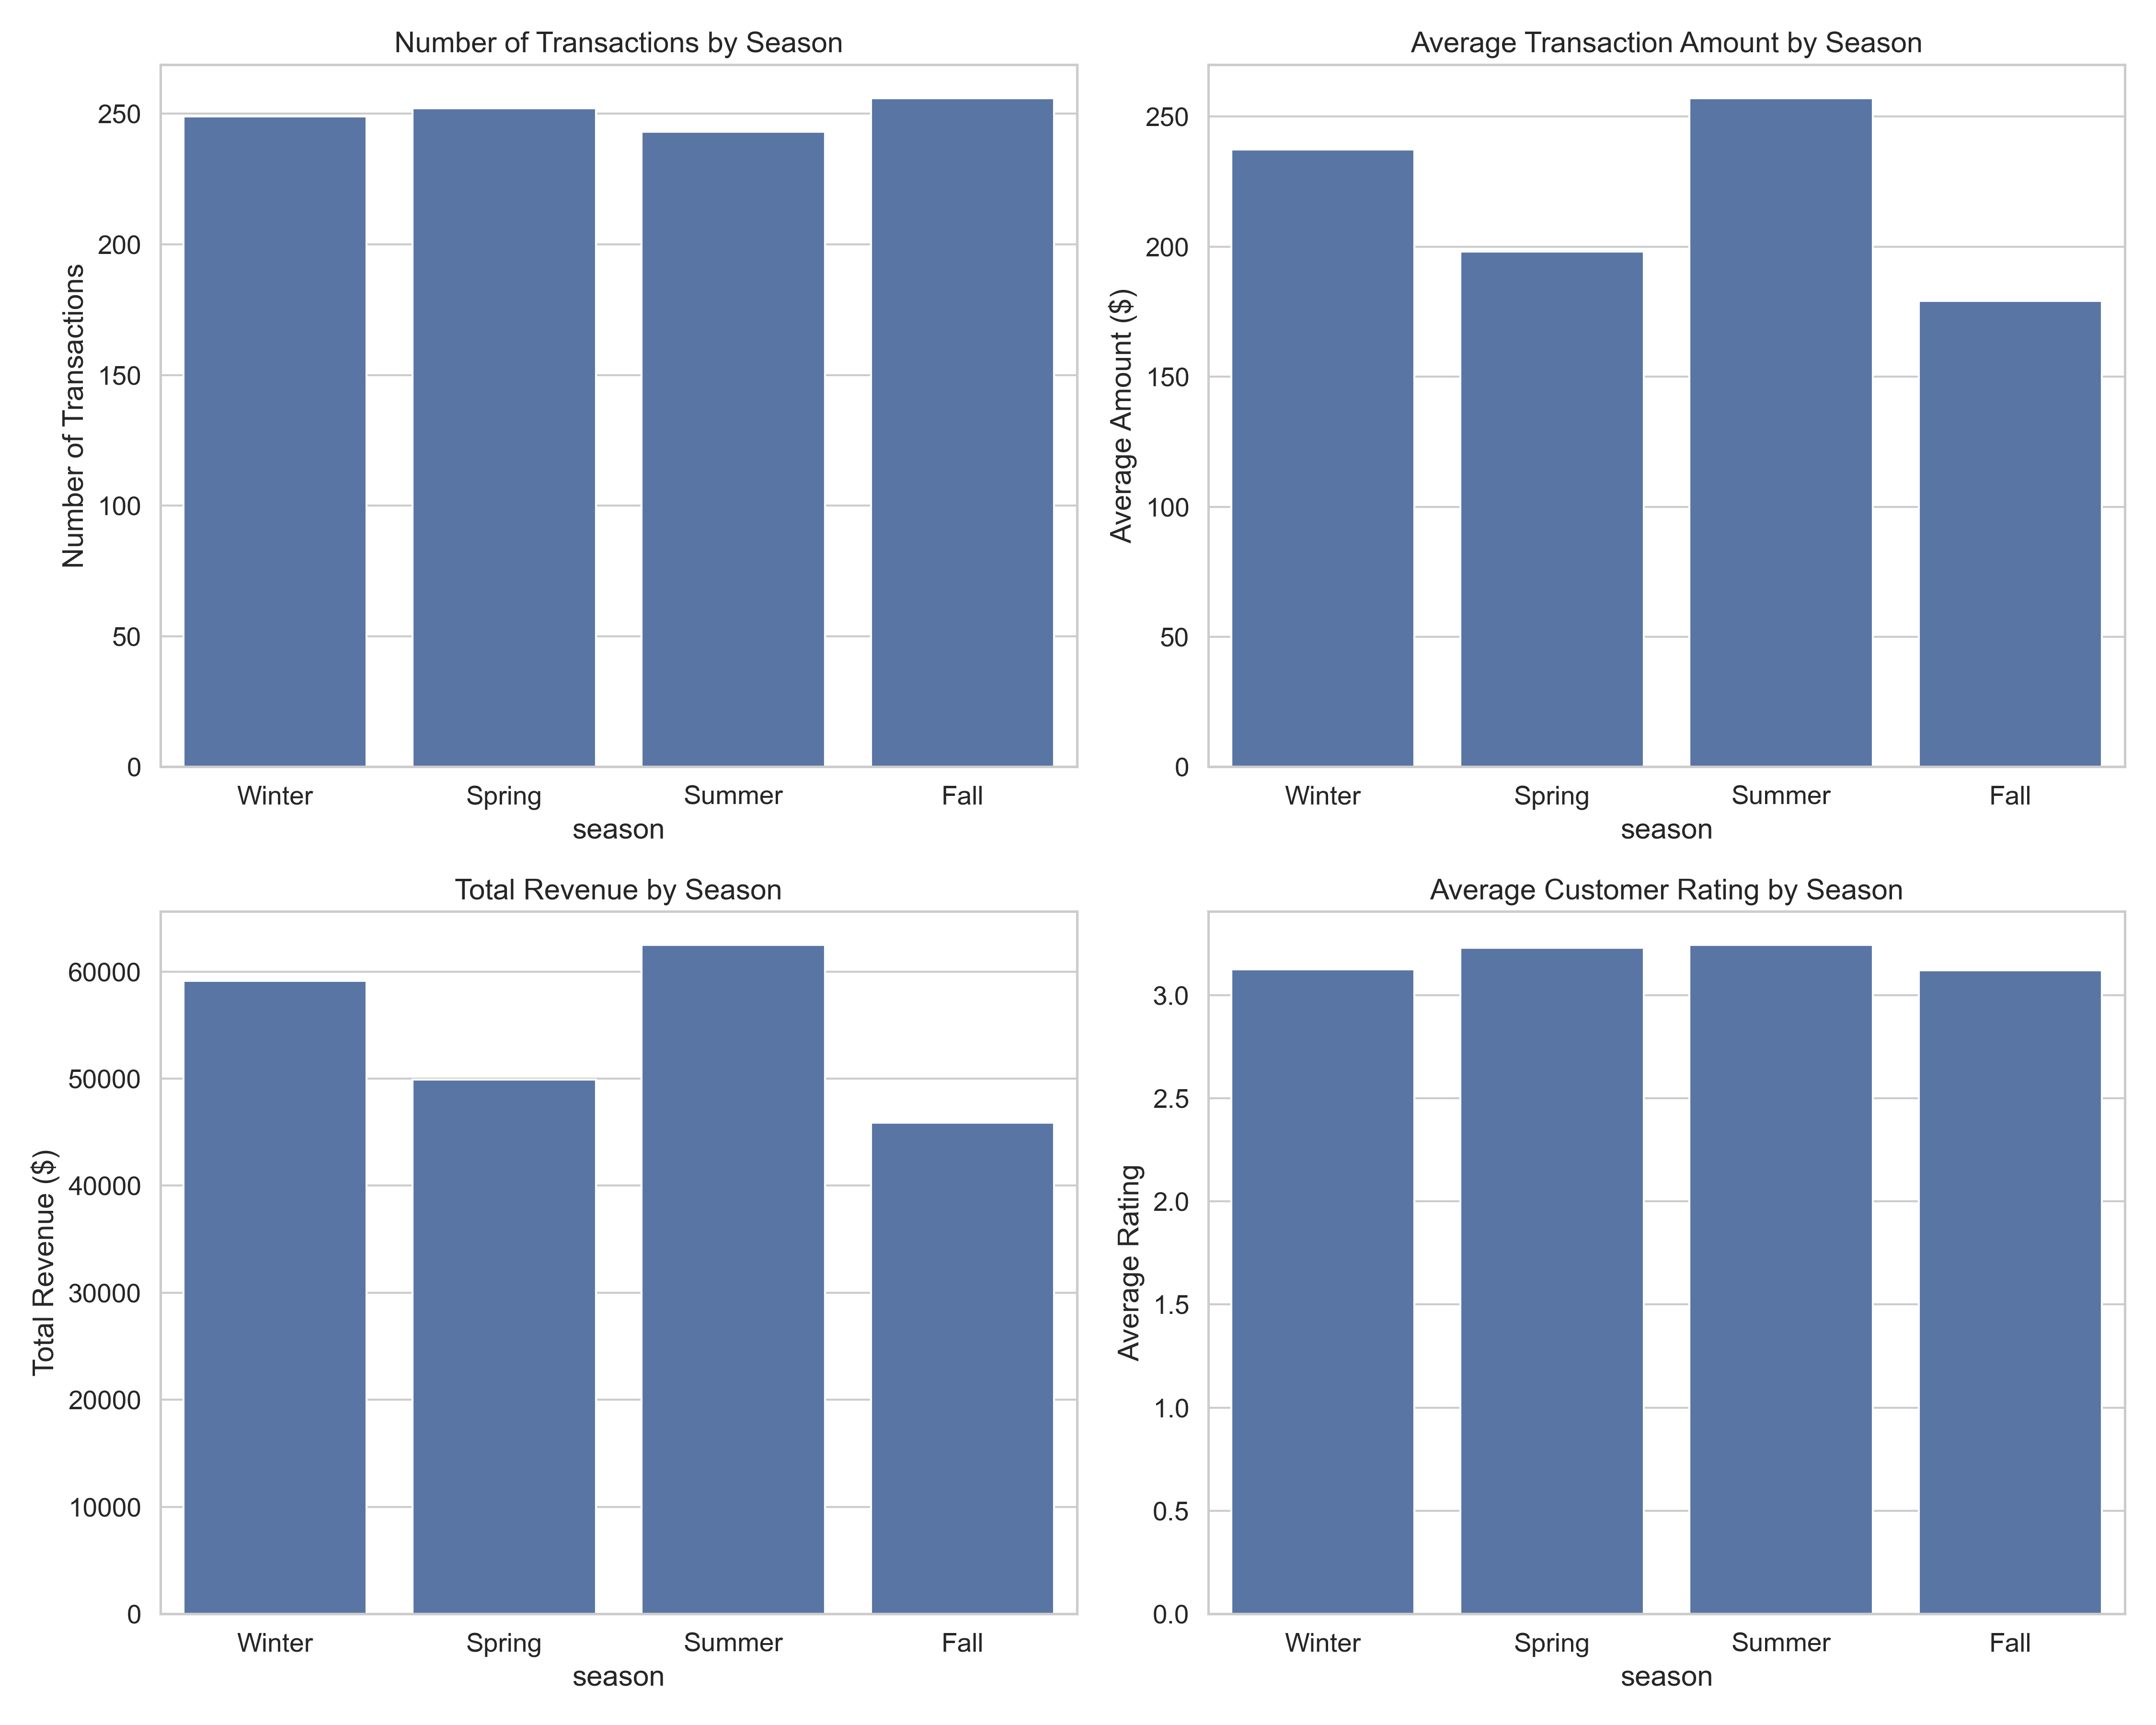 Number of Transactions by Season
Number of Transactions
250
200
150
100
50
0
Winter Spring Summer Fall
season
Average Transaction Amount by Season
Average Amount ($)
250
200
150
100
50
0
Winter Spring Summer Fall
season
Total Revenue by Season
Total Revenue ($)
60000
50000
40000
30000
20000
10000
0
Winter Spring Summer Fall
season
Average Customer Rating by Season
Average Rating
3.0
2.5
2.0
1.5
1.0
0.5
0.0
Winter Spring Summer Fall
season